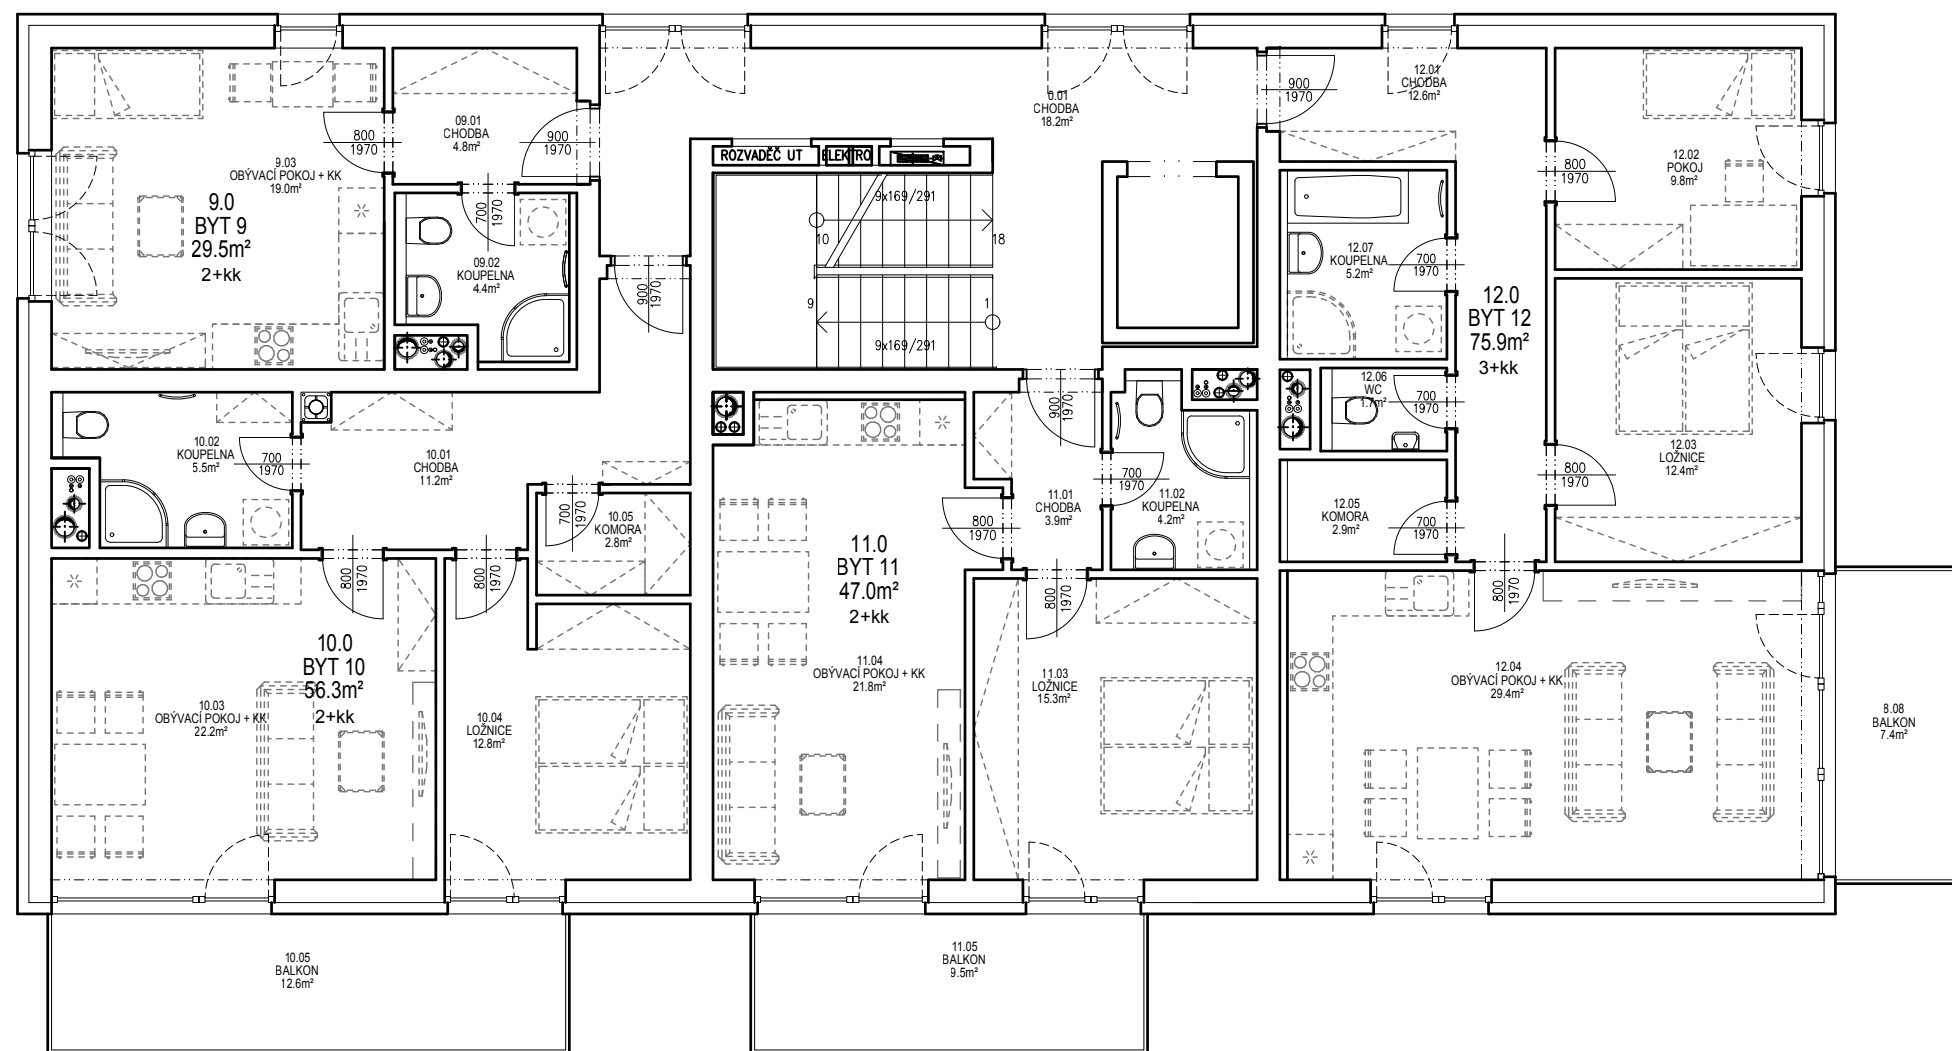 9.03
OBÝVACÍ POKOJ + KK
19.0m²
9.0
BYT 9
29.5m²
2+kk
800
1970
09.01
CHODBA
4.8m²
900
1970
700
1970
09.02
KOUPELNA
4.4m²
900
1970
0.01
CHODBA
18.2m²
ROZVADĚČ UT
ELEKTRO
9x169/291
10
18
9
1
9x169/291
900
1970
12.01
CHODBA
12.6m²
800
1970
12.02
POKOJ
9.8m²
12.07
KOUPELNA
5.2m²
700
1970
12.0
BYT 12
75.9m²
3+kk
12.06
WC
1.7m²
700
1970
12.03
LOŽNICE
12.4m²
800
1970
12.05
KOMORA
2.9m²
700
1970
800
1970
12.04
OBÝVACÍ POKOJ + KK
29.4m²
8.08
BALKON
7.4m²
10.02
KOUPELNA
5.5m²
700
1970
10.01
CHODBA
11.2m²
700
1970
10.05
KOMORA
2.8m²
800
1970
800
1970
10.0
BYT 10
56.3m²
2+kk
10.03
OBÝVACÍ POKOJ + KK
22.2m²
10.04
LOŽNICE
12.8m²
900
1970
11.01
CHODBA
3.9m²
700
1970
11.02
KOUPELNA
4.2m²
800
1970
11.0
BYT 11
47.0m²
2+kk
11.04
OBÝVACÍ POKOJ + KK
21.8m²
800
1970
11.03
LOŽNICE
15.3m²
10.05
BALKON
12.6m²
11.05
BALKON
9.5m²